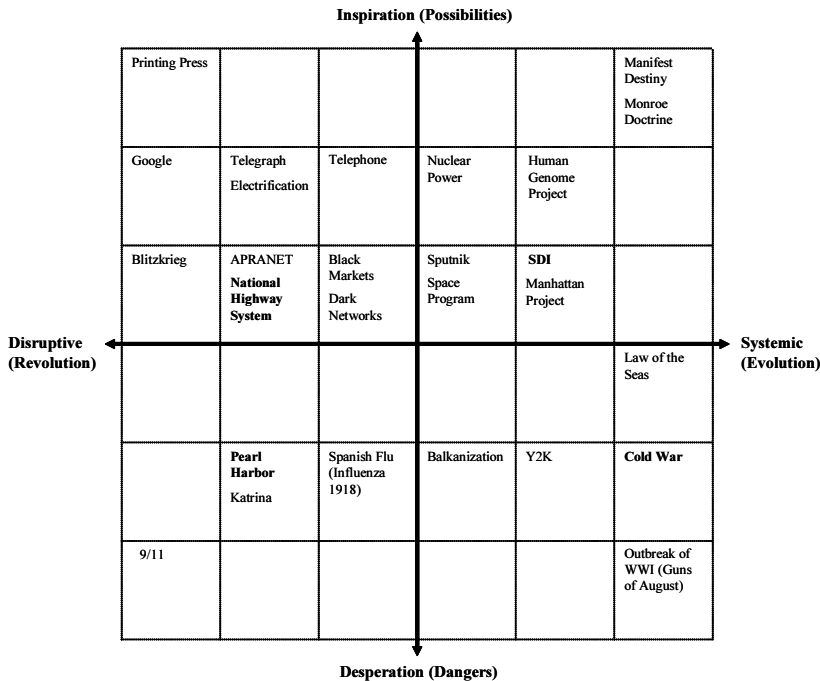 Inspiration (Possibilities)
Printing Press
Manifest
Destiny
Monroe
Doctrine
Google
Telegraph
Electrification
Telephone
Nuclear
Power
Human
Genome
Project
Blitzkrieg
APRANET
National
Highway
System
Black
Markets
Dark
Networks
Sputnik
Space
Program
SDI
Manhattan
Project
Disruptive
(Revolution)
Systemic
(Evolution)
Law of the
Seas
Pearl
Harbor
Katrina
Spanish Flu
(Influenza
1918)
Balkanization
Y2K
Cold War
9/11
Outbreak of
WWI (Guns
of August)
Desperation (Dangers)